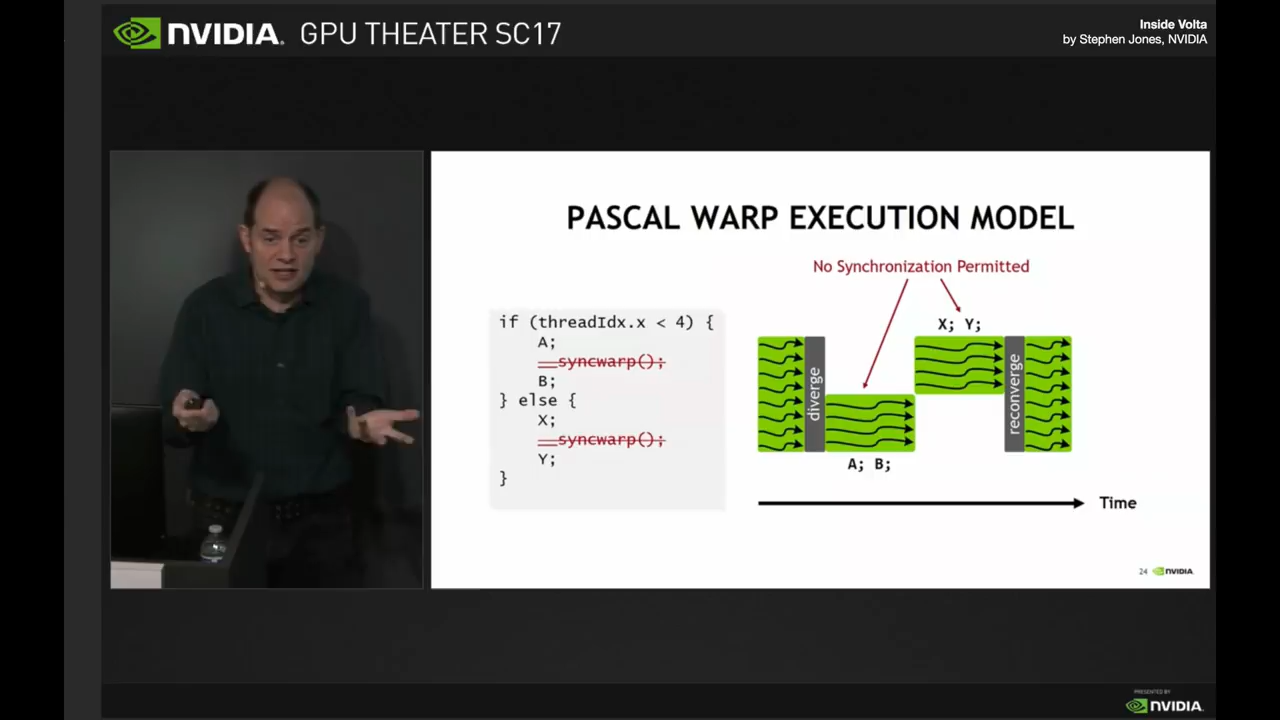 NVIDIA. GPU THEATER SC17
Inside Volta
by Stephen Jones, NVIDIA
PASCAL WARP EXECUTION MODEL
No Synchronization Permitted
if (threadIdx.x < 4) {
A;
__syncwarp();
B;
} else {
X;
__syncwarp();
Y;
}
X; Y;
diverge
reconverge
A; B;
Time
24 NVIDIA
PRESENTED BY
NVIDIA.